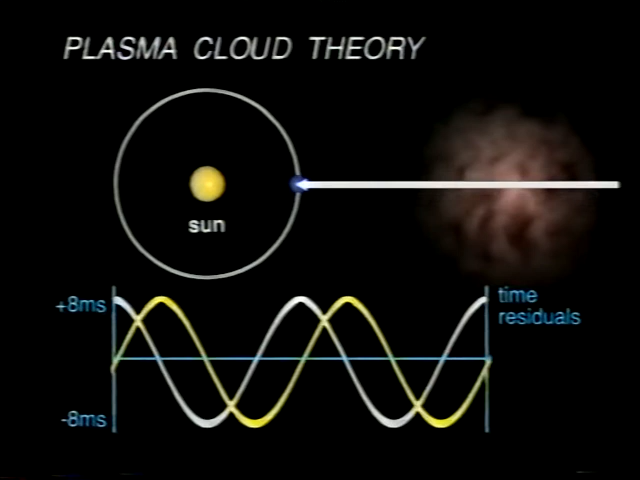 PLASMA CLOUD THEORY
sun
+8ms
time
residuals
-8ms